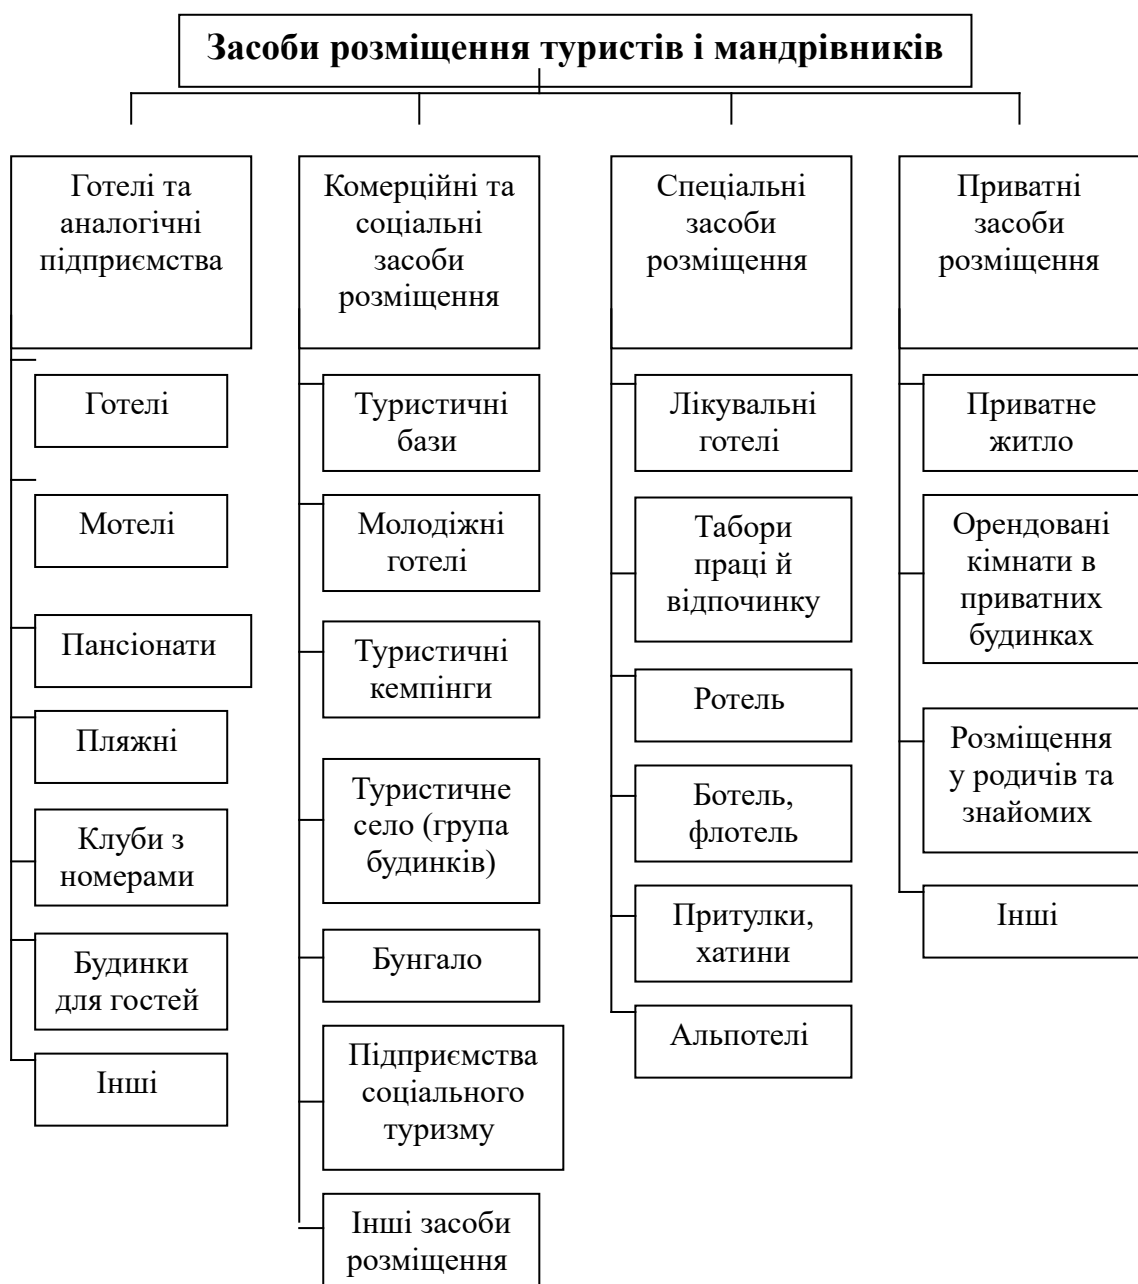 Засоби розміщення туристів і мандрівників
Готелі та
аналогічні
підприємства
Готелі
Мотелі
Пансіонати
Пляжні
Клуби з
номерами
Будинки
для гостей
Інші
Комерційні та
соціальні
засоби
розміщення
Туристичні
бази
Молодіжні
готелі
Туристичні
кемпінги
Туристичне
село (група
будинків)
Бунгало
Підприємства
соціального
туризму
Інші засоби
розміщення
Спеціальні
засоби
розміщення
Лікувальні
готелі
Табори
праці й
відпочинку
Ротель
Ботель,
флотель
Притулки,
хатини
Альпотелі
Приватні
засоби
розміщення
Приватне
житло
Орендовані
кімнати в
приватних
будинках
Розміщення
у родичів та
знайомих
Інші